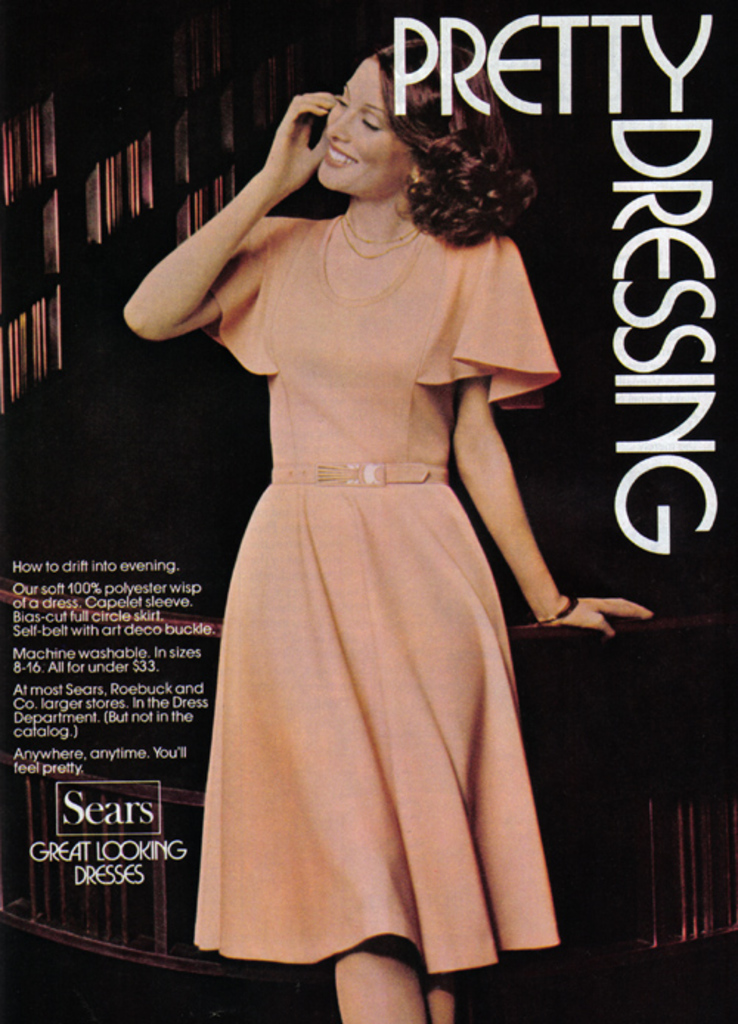 PRETTY
DRESSING
How to drift into evening.
Our soft 100% polyester wisp
of a dress. Capelet sleeve.
Bias-cut full circle skirt.
Self-belt with art deco buckle.
Machine washable. In sizes
8-16. All for under $33.
At most Sears, Roebuck and
Co. larger stores. In the Dress
Department. (But not in the
catalog.)
Anywhere, anytime. You'll
feel pretty.
Sears
GREAT LOOKING
DRESSES